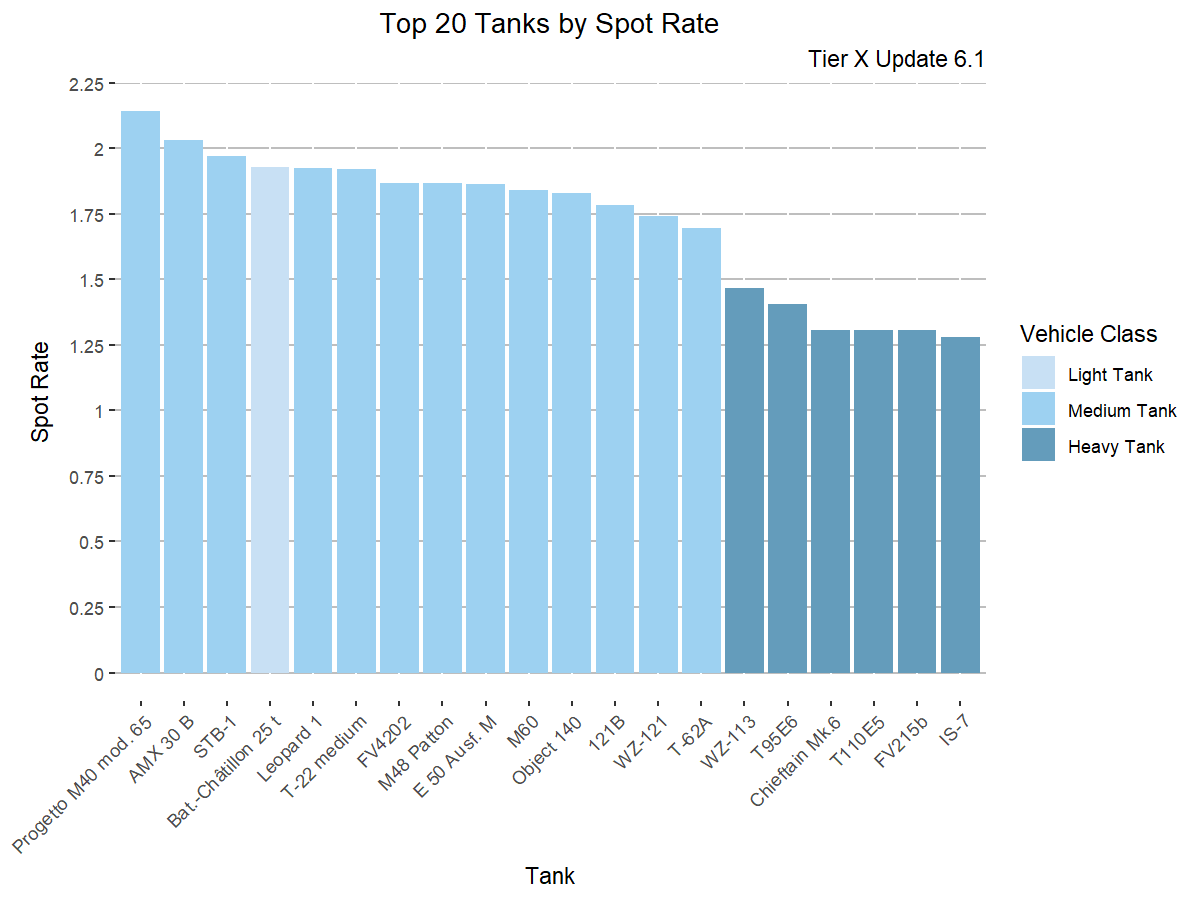 Top 20 Tanks by Spot Rate
Tier X Update 6.1
Spot Rate
2.25
2
1.75
1.5
1.25
1
0.75
0.5
0.25
0
Progetto M40 mod. 65
AMX 30 B
STB-1
Bat.-Châtillon 25 t
Leopard 1
T-22 medium
FV4202
M48 Patton
E 50 Ausf. M
M60
Object 140
121B
WZ-121
T-62A
WZ-113
T95E6
Chieftain Mk.6
T110E5
FV215b
IS-7
Tank
Vehicle Class
Light Tank
Medium Tank
Heavy Tank